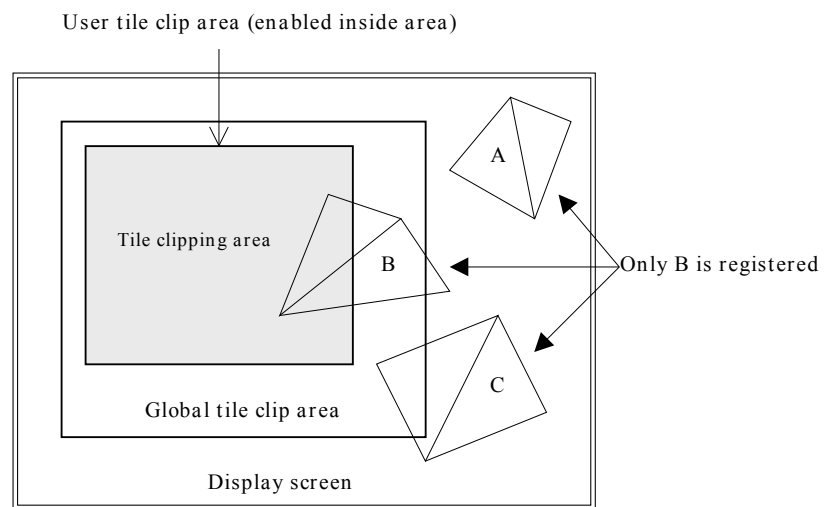 User tile clip area (enabled inside area)
A
Tile clipping area
B
Only B is registered
C
Global tile clip area
Display screen